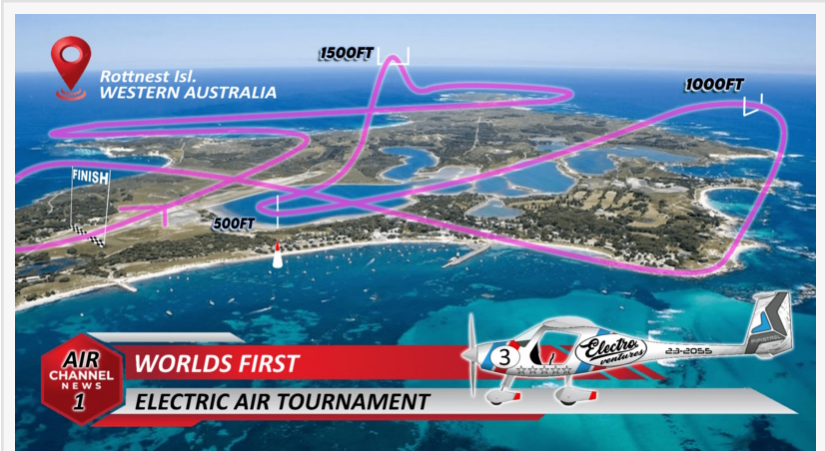 1500FT
1000FT
Rottnest Isl.
WESTERN AUSTRALIA
FINISH
500FT
AIR
CHANNEL
NEWS
1
WORLDS FIRST
ELECTRIC AIR TOURNAMENT
3
Electro.
ventures
23-2055
PIPISTREL